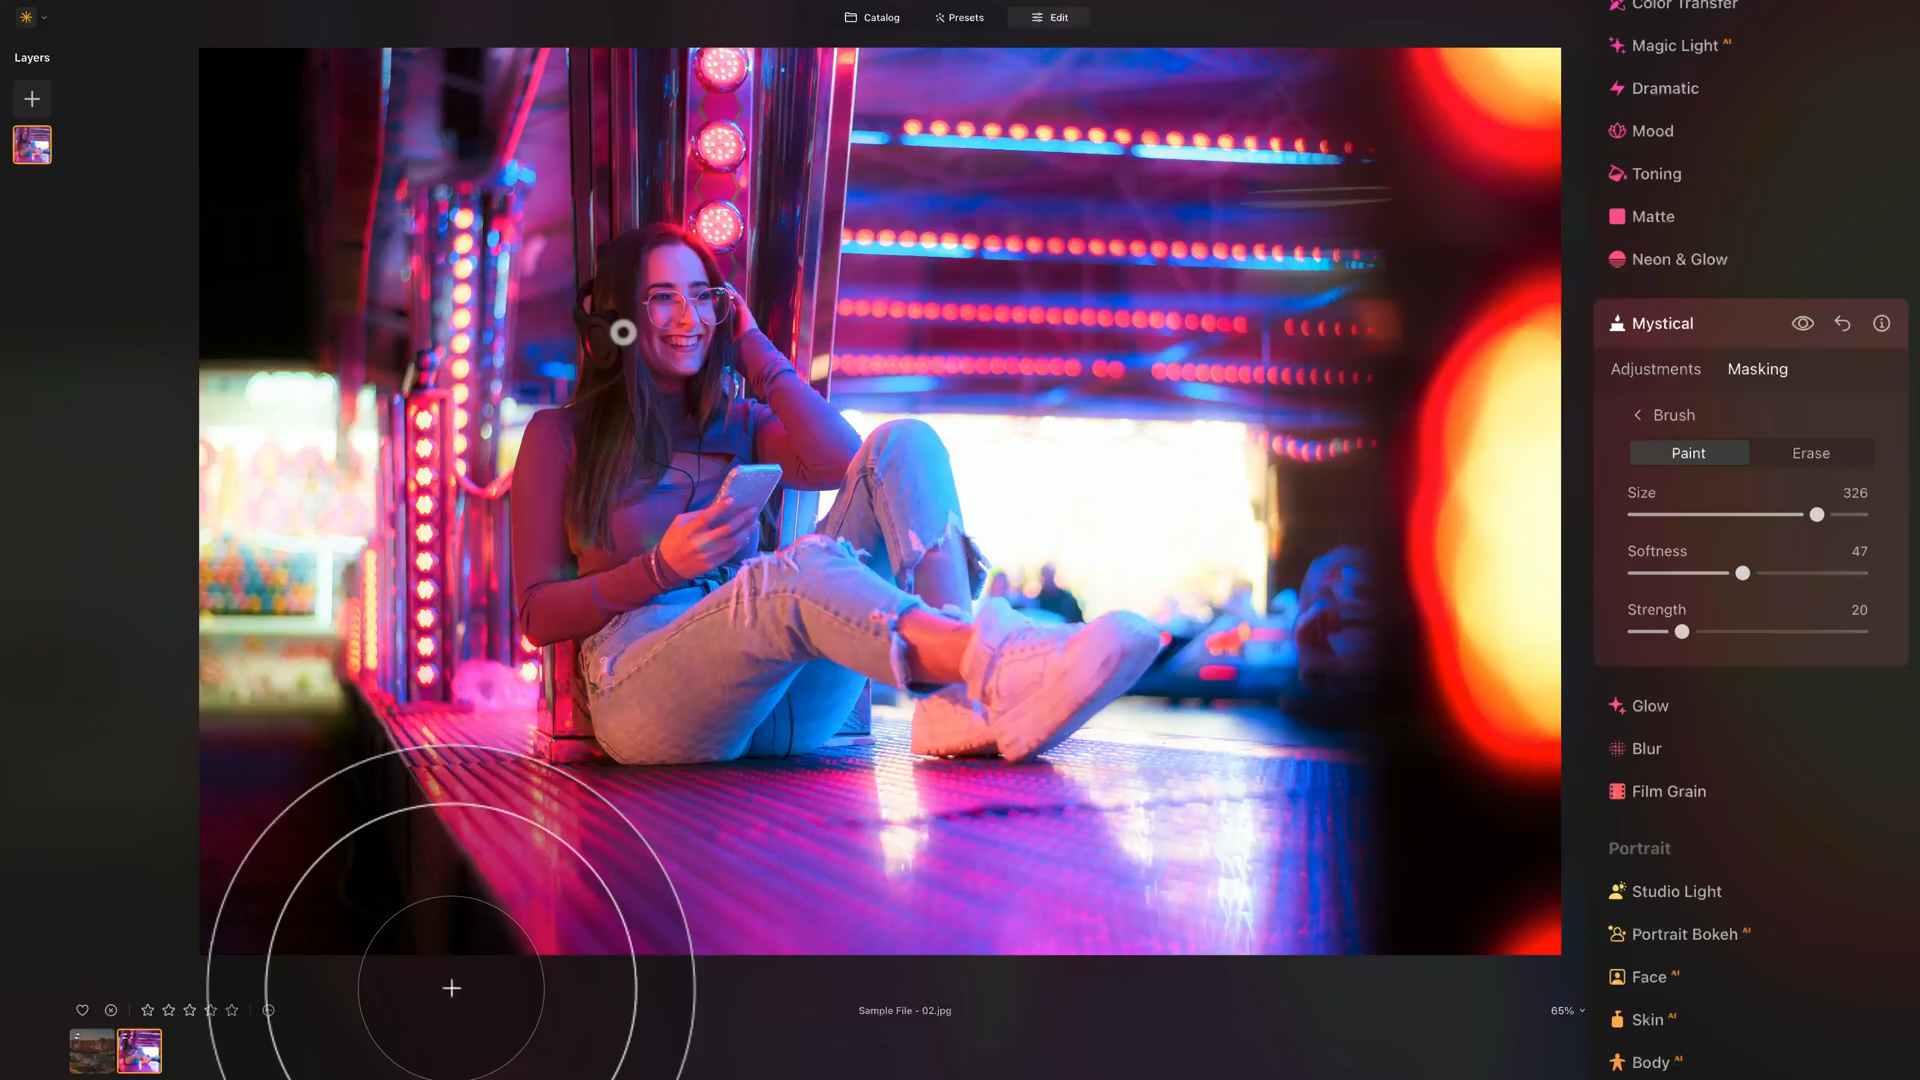 Catalog
Presets
Edit
Layers
Color Transfer
Magic Light AI
Dramatic
Mood
Toning
Matte
Neon & Glow
Mystical
Adjustments Masking
Brush
Paint Erase
Size 326
Softness 47
Strength 20
Glow
Blur
Film Grain
Portrait
Studio Light
Portrait Bokeh AI
Face AI
Skin AI
Body AI
Sample File - 02.jpg
65%